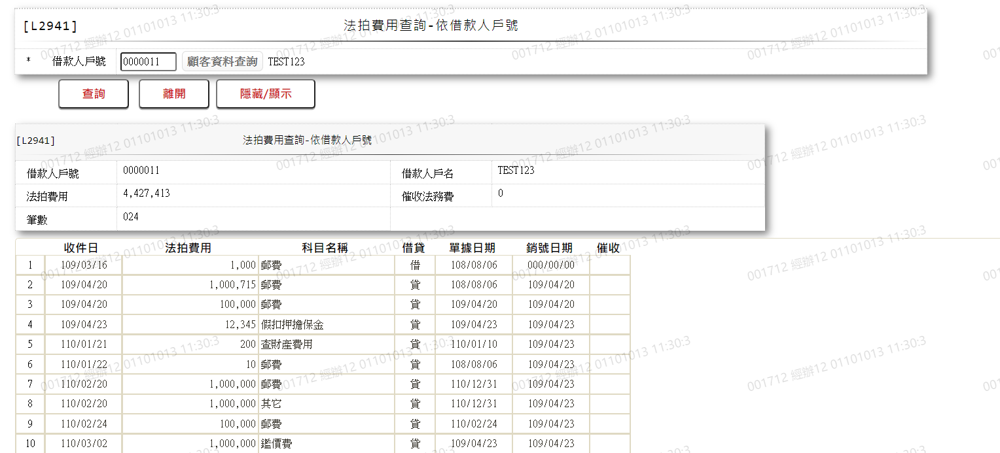 [L2941] 法拍費用查詢-依借款人戶號
* 借款人戶號 0000011 顧客資料查詢 TEST123
查詢 離開 隱藏/顯示
[L2941] 法拍費用查詢-依借款人戶號
借款人戶號 0000011 借款人戶名 TEST123
法拍費用 4,427,413 催收法務費 0
筆數 024
收件日 法拍費用 科目名稱 借貸 單據日期 銷號日期 催收
1 109/03/16 1,000 郵費 借 108/08/06 000/00/00
2 109/04/20 1,000,715 郵費 貸 108/08/06 109/04/20
3 109/04/20 100,000 郵費 貸 109/04/20 109/04/20
4 109/04/23 12,345 假扣押擔保金 貸 109/04/23 109/04/23
5 110/01/21 200 查財產費用 貸 110/01/10 109/04/23
6 110/01/22 10 郵費 貸 108/08/06 109/04/23
7 110/02/20 1,000,000 郵費 貸 110/12/31 109/04/23
8 110/02/20 1,000,000 其它 貸 110/12/31 109/04/23
9 110/02/24 100,000 郵費 貸 110/02/24 109/04/23
10 110/03/02 1,000,000 鑑價費 貸 109/04/23 109/04/23
001712 經辦12 01101013 11:30:3